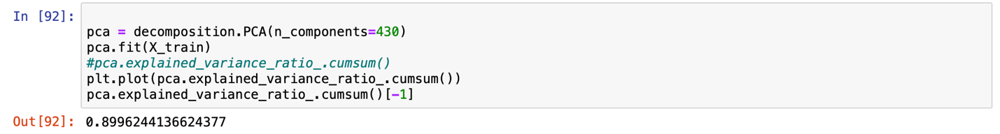 In [92]:
pca = decomposition.PCA(n_components=430)
pca.fit(X_train)
#pca.explained_variance_ratio_.cumsum()
plt.plot(pca.explained_variance_ratio_.cumsum())
pca.explained_variance_ratio_.cumsum()[-1]
Out[92]: 0.8996244136624377